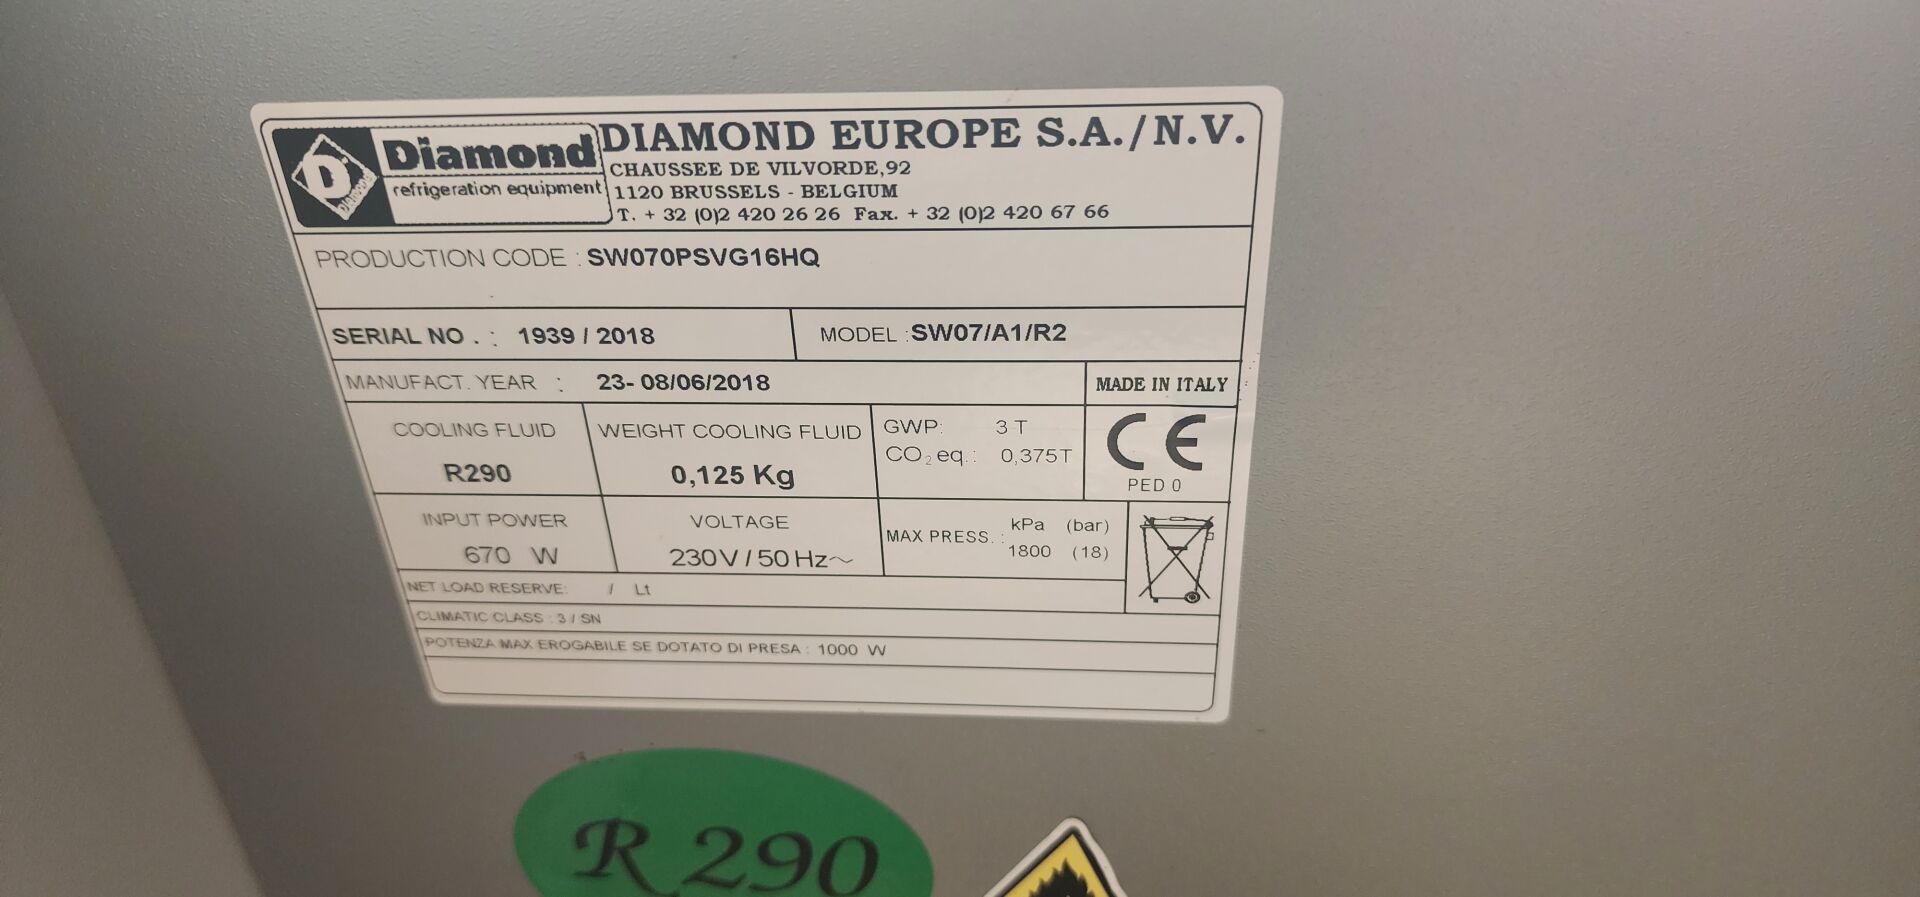 Diamond
refrigeration equipment
D
DIAMOND
DIAMOND EUROPE S.A./N.V.
CHAUSSEE DE VILVORDE,92
1120 BRUSSELS - BELGIUM
T. + 32 (0)2 420 26 26 Fax. + 32 (0)2 420 67 66
PRODUCTION CODE : SW070PSVG16HQ
SERIAL NO . : 1939 / 2018
MODEL :SW07/A1/R2
MANUFACT. YEAR : 23- 08/06/2018
MADE IN ITALY
COOLING FLUID
R290
WEIGHT COOLING FLUID
0,125 Kg
GWP: 3 T
CO₂ eq.: 0,375T
CE
PED 0
INPUT POWER
670 W
VOLTAGE
230V / 50 Hz~
MAX PRESS. :
kPa (bar)
1800 (18)
NET LOAD RESERVE: / Lt
CLIMATIC CLASS : 3 / SN
POTENZA MAX EROGABILE SE DOTATO DI PRESA : 1000 W
R290